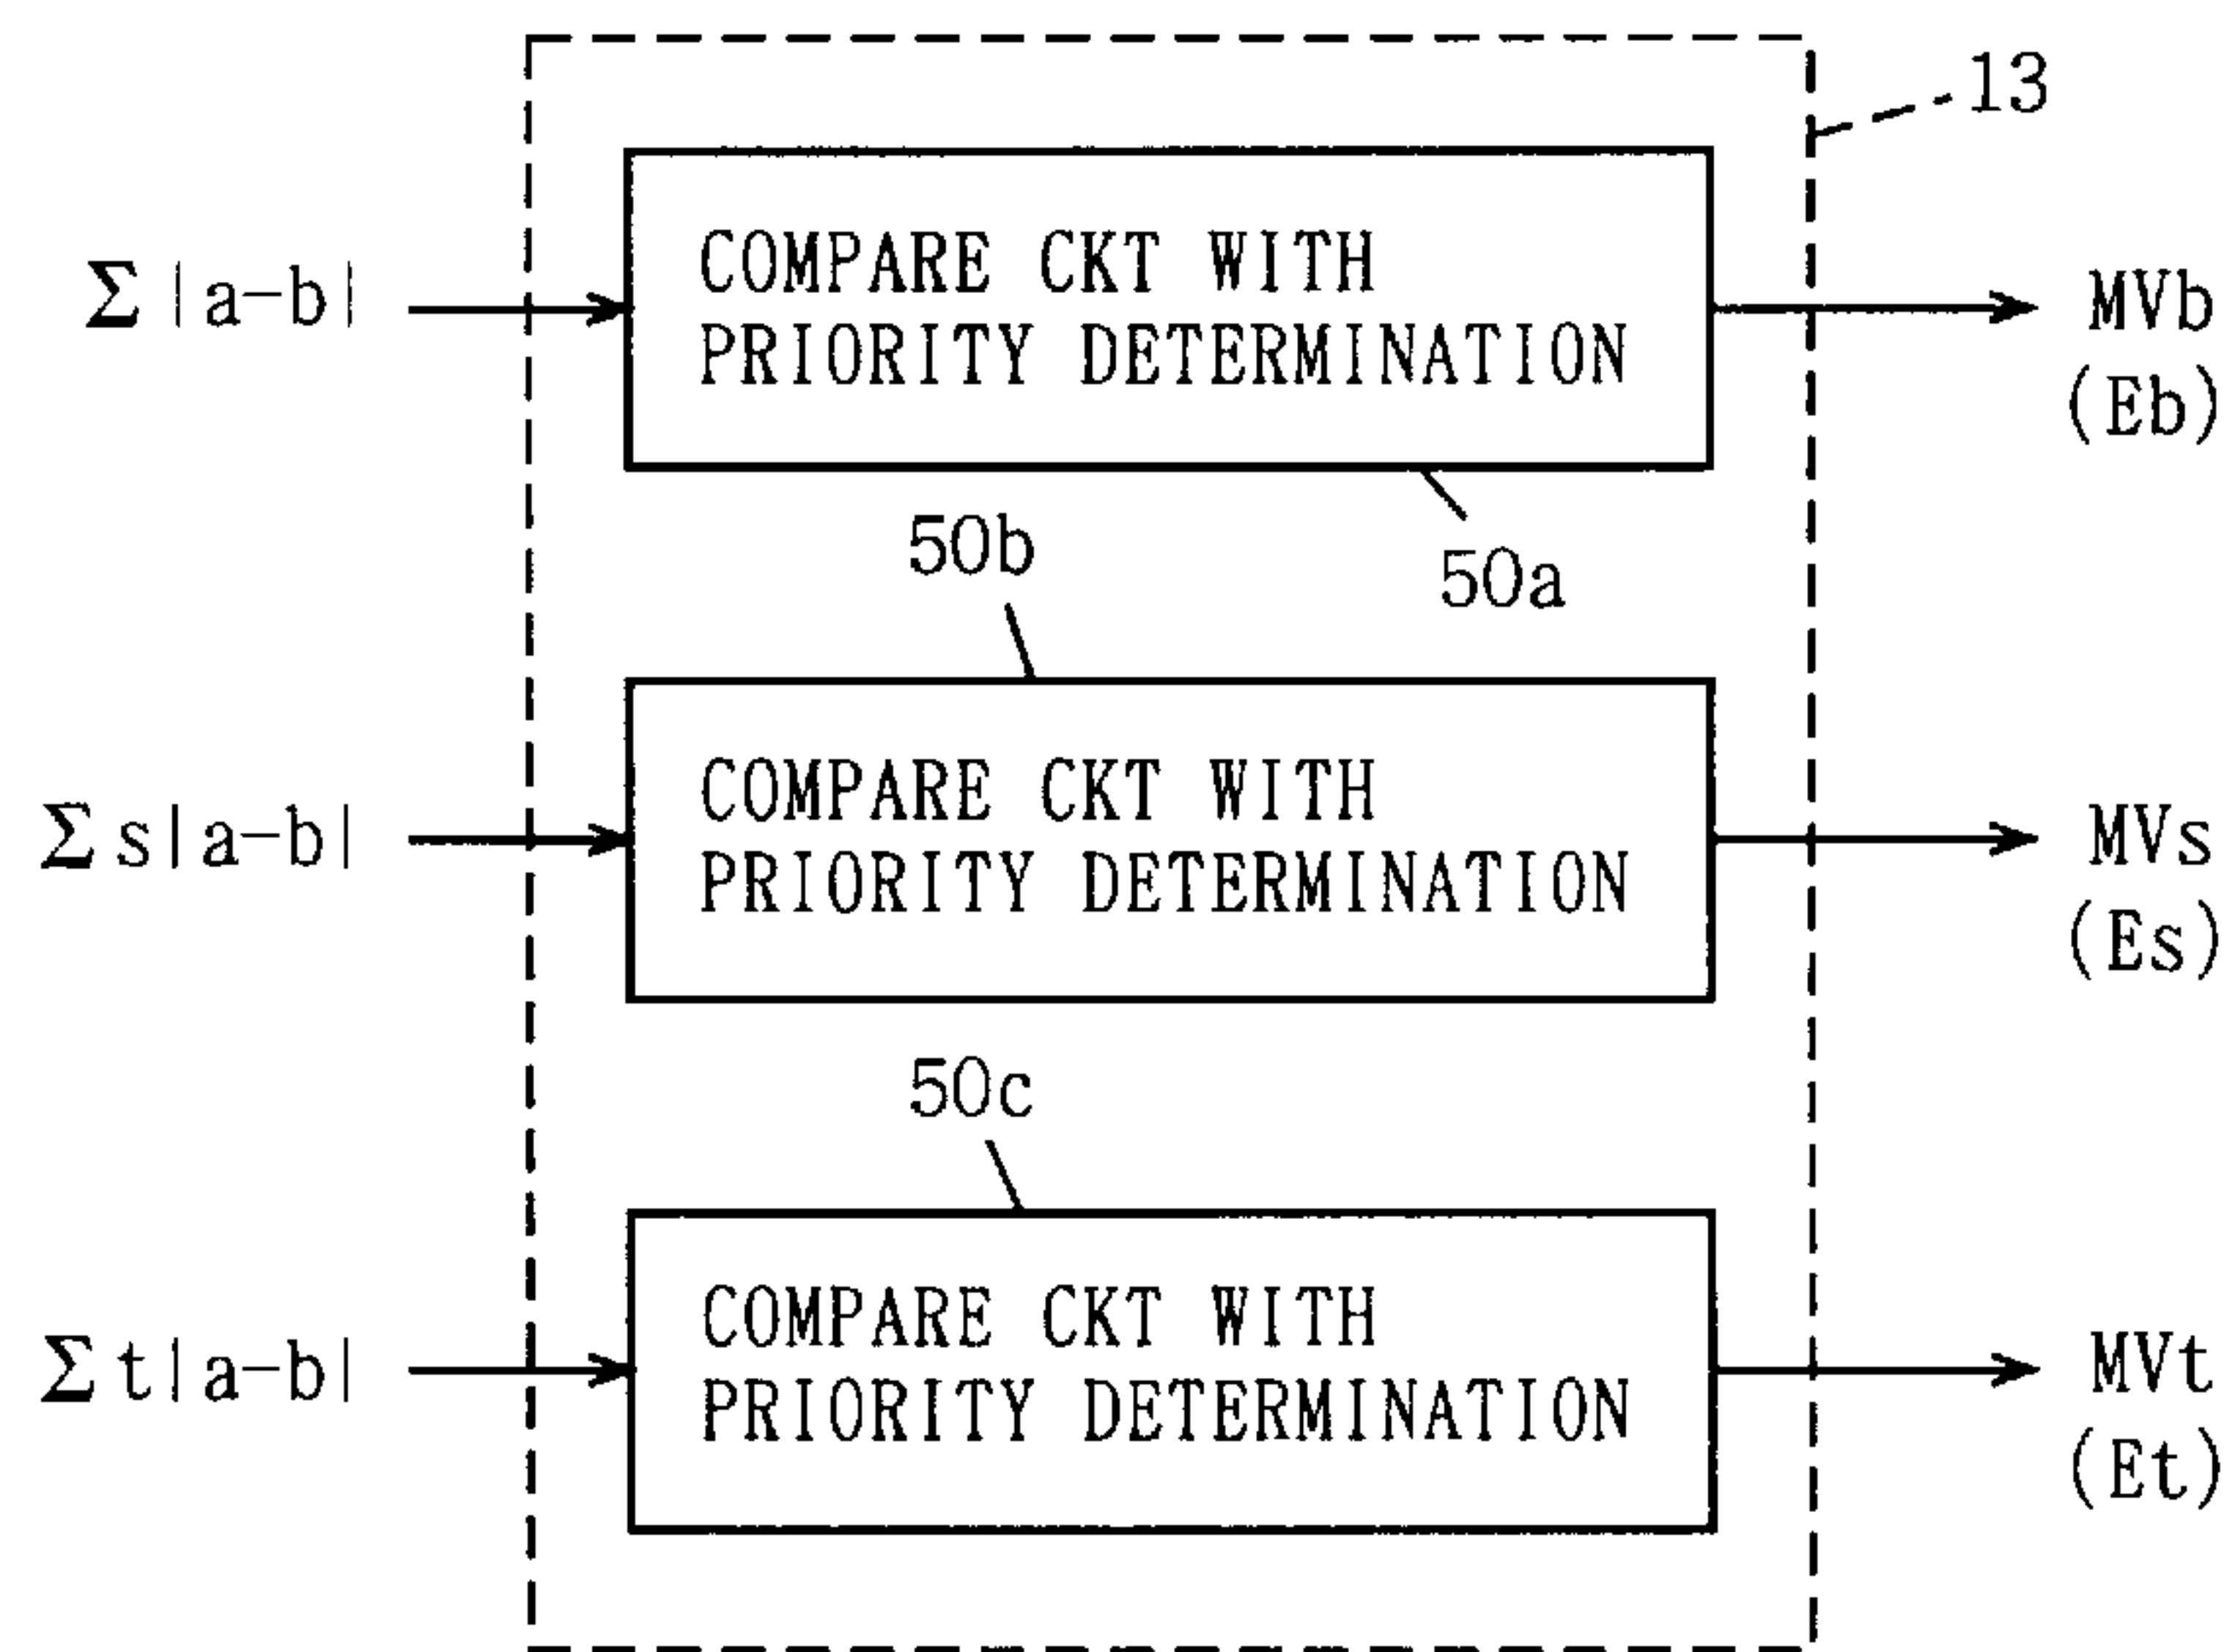 13
Σ|a-b|
COMPARE CKT WITH
PRIORITY DETERMINATION
MVb
(Eb)
50a
50b
Σs|a-b|
COMPARE CKT WITH
PRIORITY DETERMINATION
MVs
(Es)
50c
Σt|a-b|
COMPARE CKT WITH
PRIORITY DETERMINATION
MVt
(Et)